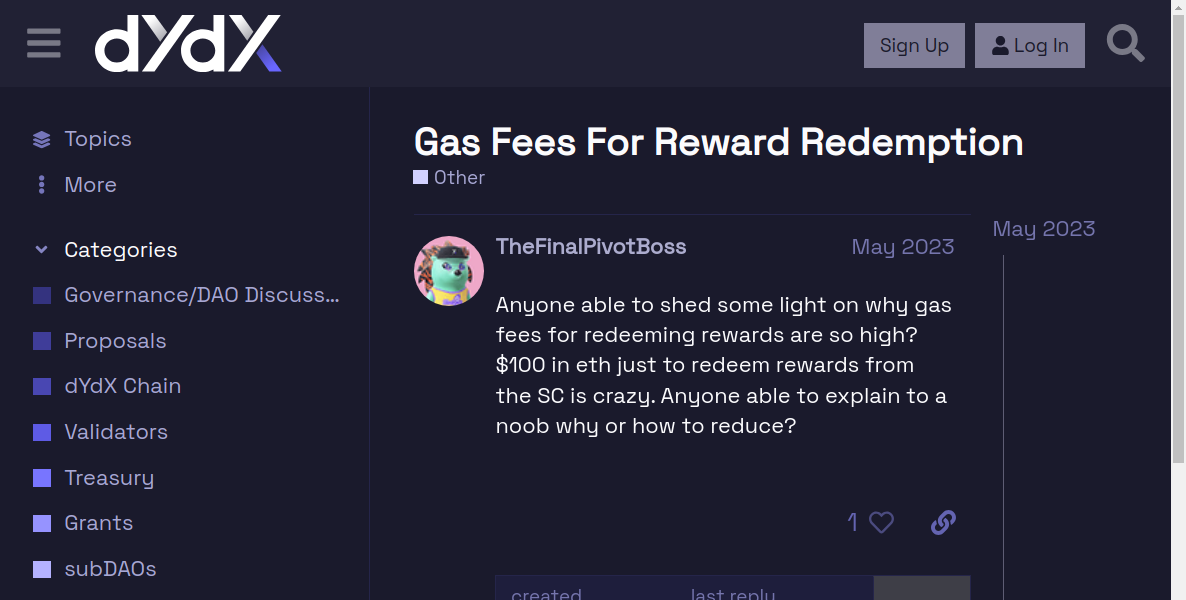 dYdX
Sign Up
Log In
Topics
More
Categories
Governance/DAO Discuss...
Proposals
dYdX Chain
Validators
Treasury
Grants
subDAOs
Gas Fees For Reward Redemption
Other
TheFinalPivotBoss
May 2023
Anyone able to shed some light on why gas
fees for redeeming rewards are so high?
$100 in eth just to redeem rewards from
the SC is crazy. Anyone able to explain to a
noob why or how to reduce?
1
created
last reply
May 2023